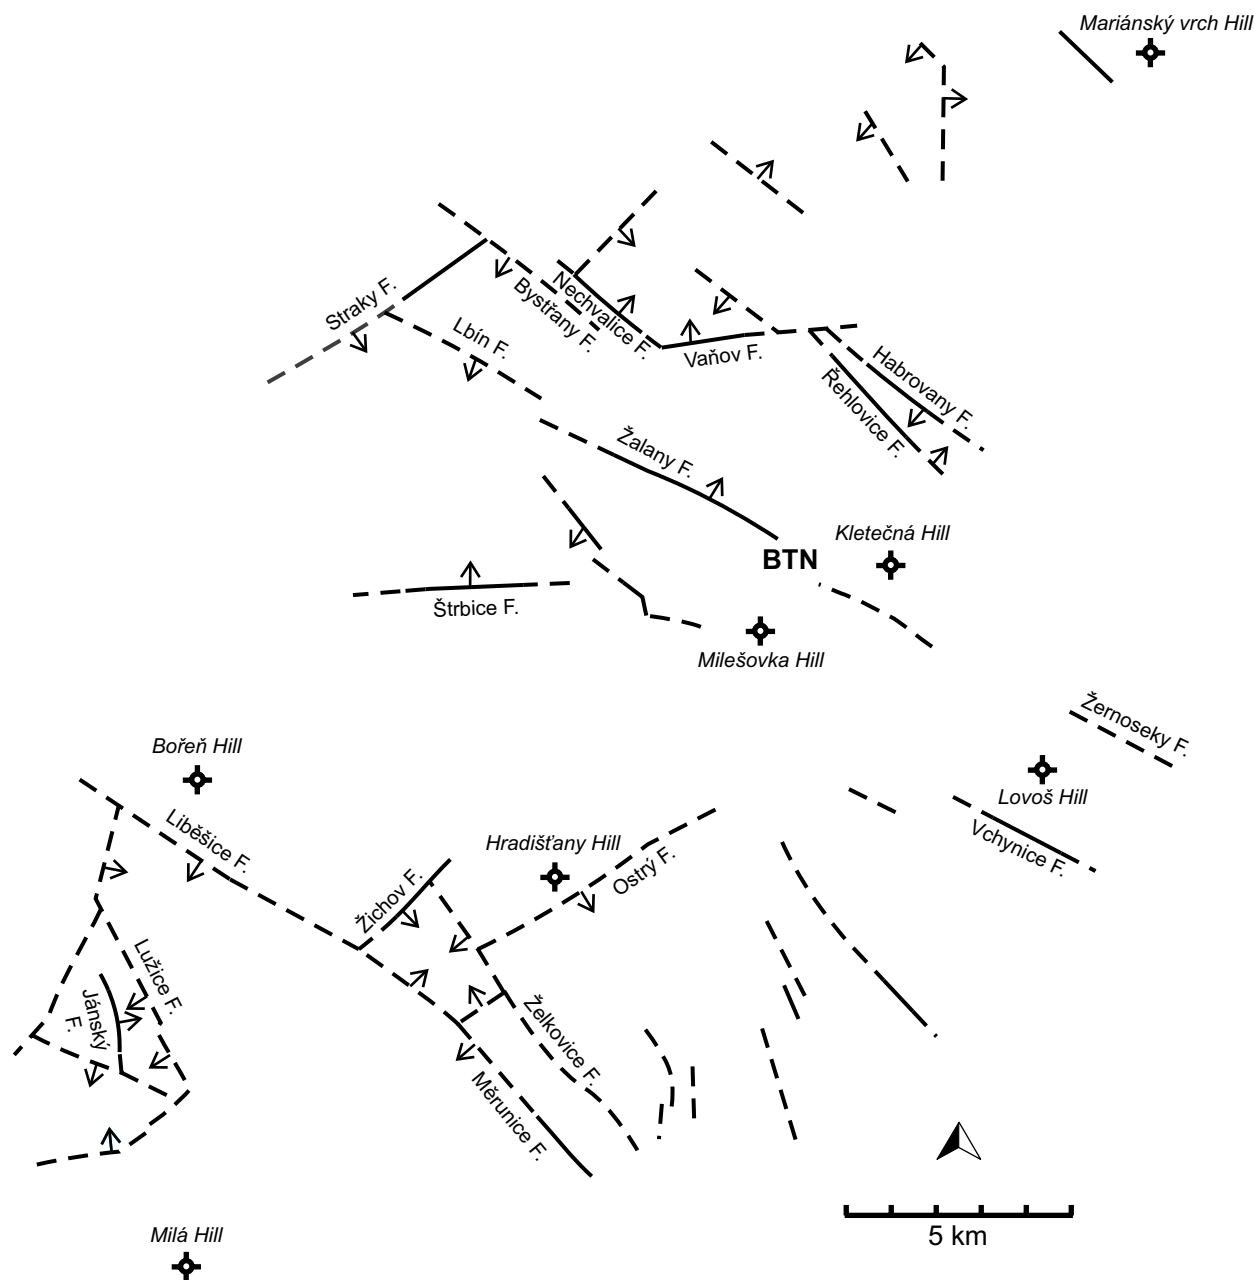 Mariánský vrch Hill
Straky F.
Bystřany F.
Nechvalice F.
Lbín F.
Vaňov F.
Habrovany F.
Řehlovice F.
Žalany F.
Kletečná Hill
BTN
Štrbice F.
Milešovka Hill
Žernoseky F.
Bořeň Hill
Lovoš Hill
Vchynice F.
Liběšice F.
Hradišťany Hill
Ostrý F.
Žichov F.
Lužice F.
Jánský
F.
Želkovice F.
Měrunice F.
5 km
Milá Hill